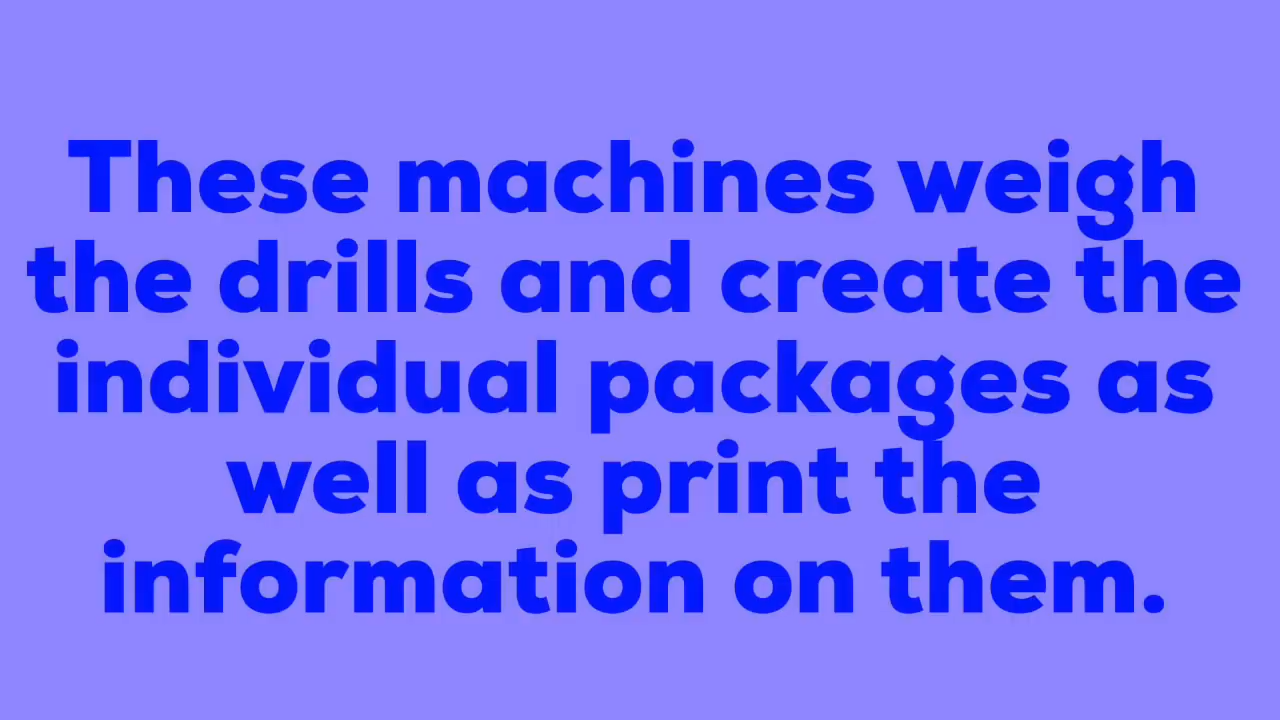 These machines weigh
the drills and create the
individual packages as
well as print the
information on them.